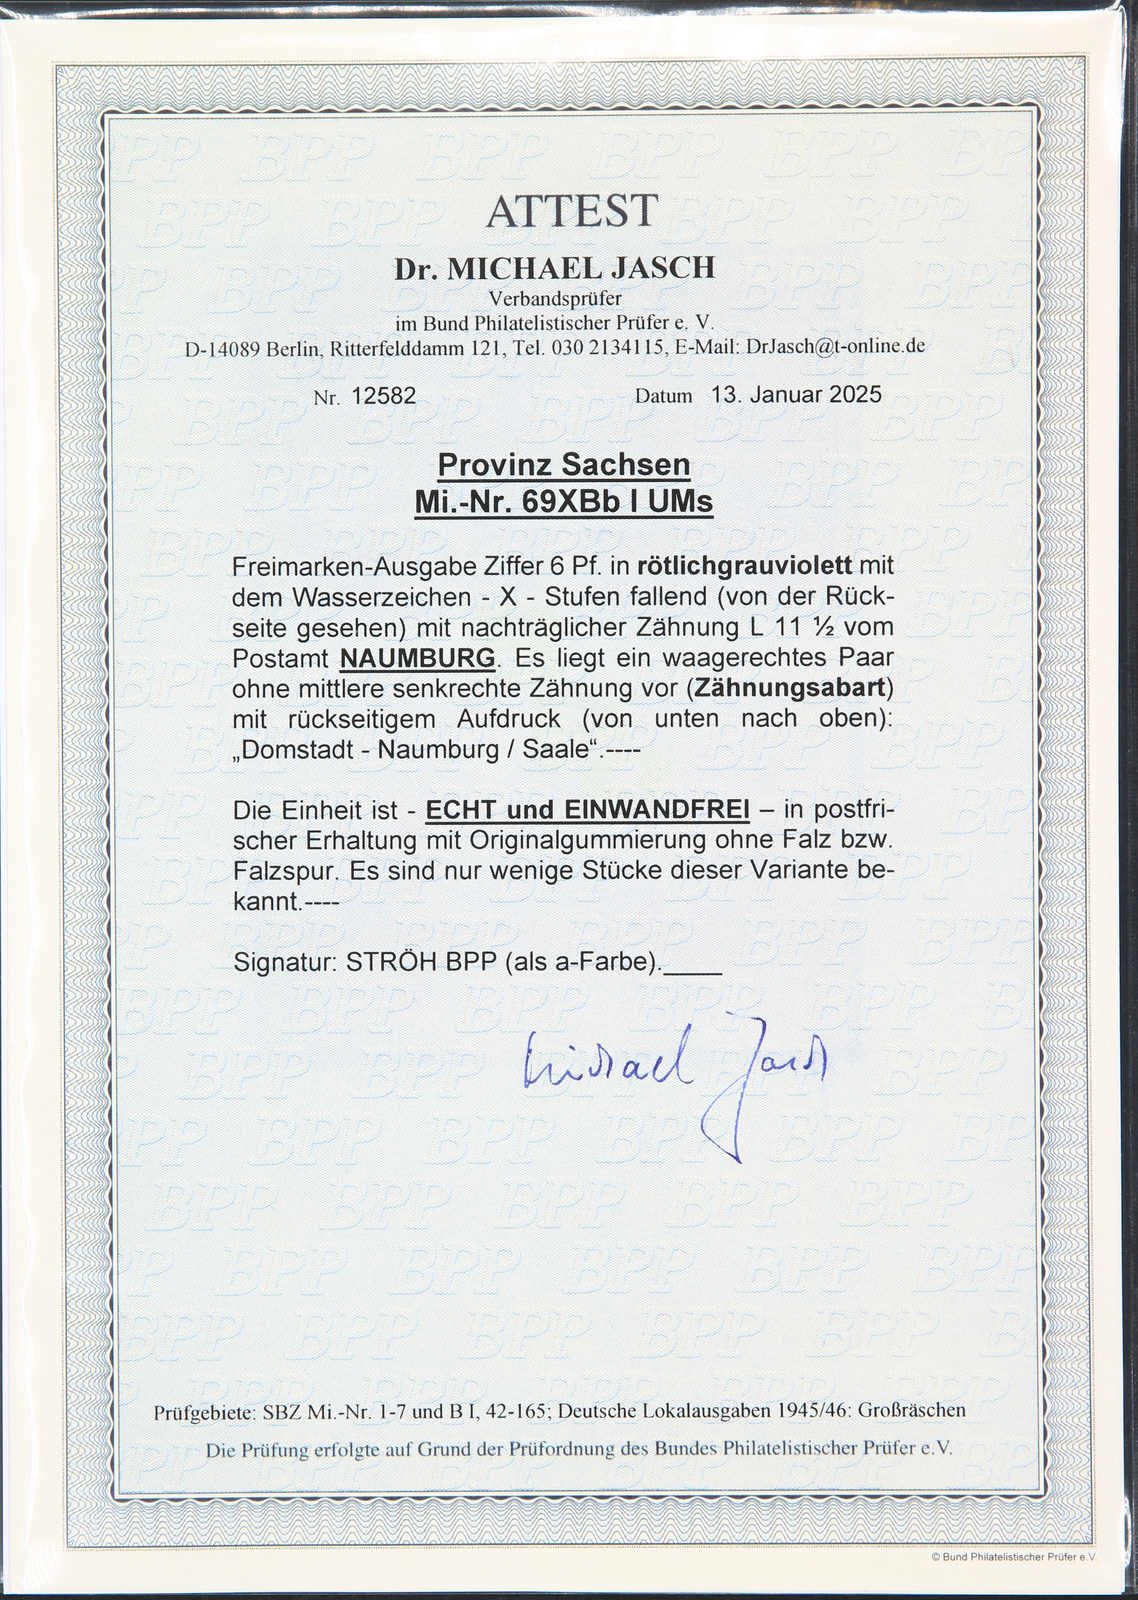 ATTEST
Dr. MICHAEL JASCH
Verbandsprüfer
im Bund Philatelistischer Prüfer e. V.
D-14089 Berlin, Ritterfelddamm 121, Tel. 030 2134115, E-Mail: DrJasch@t-online.de
Nr. 12582 Datum 13. Januar 2025
Provinz Sachsen
Mi.-Nr. 69XBb I UMs
Freimarken-Ausgabe Ziffer 6 Pf. in rötlichgrauviolett mit
dem Wasserzeichen - X - Stufen fallend (von der Rück-
seite gesehen) mit nachträglicher Zähnung L 11 ½ vom
Postamt NAUMBURG. Es liegt ein waagerechtes Paar
ohne mittlere senkrechte Zähnung vor (Zähnungsabart)
mit rückseitigem Aufdruck (von unten nach oben):
„Domstadt - Naumburg / Saale“.----
Die Einheit ist - ECHT und EINWANDFREI – in postfri-
scher Erhaltung mit Originalgummierung ohne Falz bzw.
Falzspur. Es sind nur wenige Stücke dieser Variante be-
kannt.----
Signatur: STRÖH BPP (als a-Farbe).____
Michael Jasch
Prüfgebiete: SBZ Mi.-Nr. 1-7 und B I, 42-165; Deutsche Lokalausgaben 1945/46: Großräschen
Die Prüfung erfolgte auf Grund der Prüfordnung des Bundes Philatelistischer Prüfer e.V.
© Bund Philatelistischer Prüfer e.V.